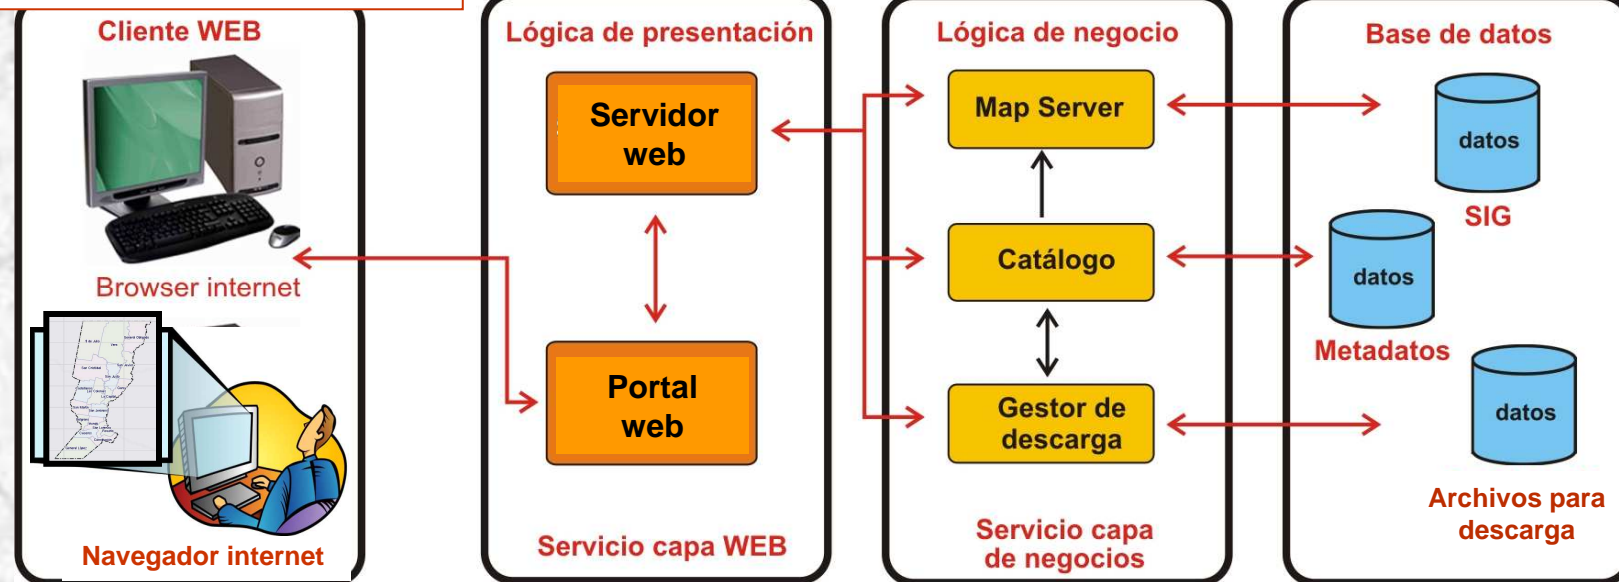 Cliente WEB
Browser internet
Navegador internet
Lógica de presentación
Servidor
web
Portal
web
Servicio capa WEB
Lógica de negocio
Map Server
Catálogo
Gestor de
descarga
Servicio capa
de negocios
Base de datos
datos
SIG
datos
Metadatos
datos
Archivos para
descarga